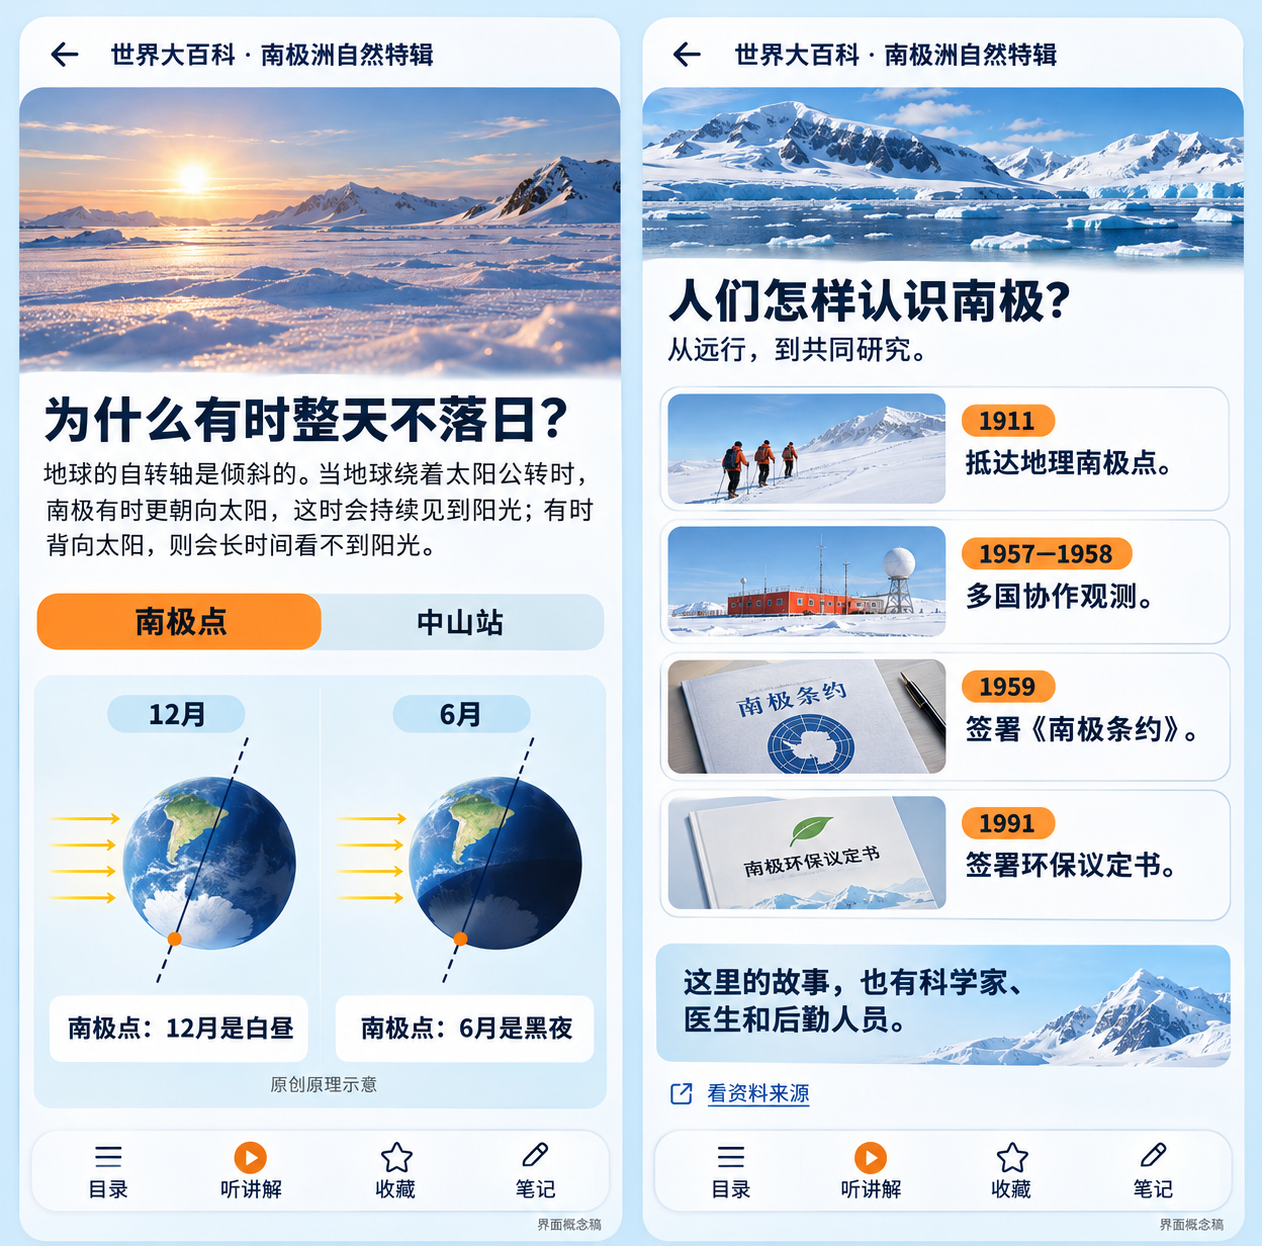 世界大百科 · 南极洲自然特辑
为什么有时整天不落日？
地球的自转轴是倾斜的。当地球绕着太阳公转时，
南极有时更朝向太阳，这时会持续见到阳光；有时
背向太阳，则会长时间看不到阳光。
南极点
中山站
12月
6月
南极点：12月是白昼
南极点：6月是黑夜
原创原理示意
目录
听讲解
收藏
笔记
界面概念稿
世界大百科 · 南极洲自然特辑
人们怎样认识南极？
从远行，到共同研究。
1911
抵达地理南极点。
1957—1958
多国协作观测。
南极条约
1959
签署《南极条约》。
南极环保议定书
1991
签署环保议定书。
这里的故事，也有科学家、
医生和后勤人员。
看资料来源
目录
听讲解
收藏
笔记
界面概念稿